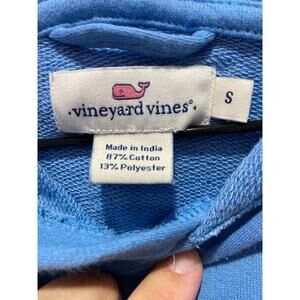 ·vineyard vines®
S
Made in India
87% Cotton
13% Polyester